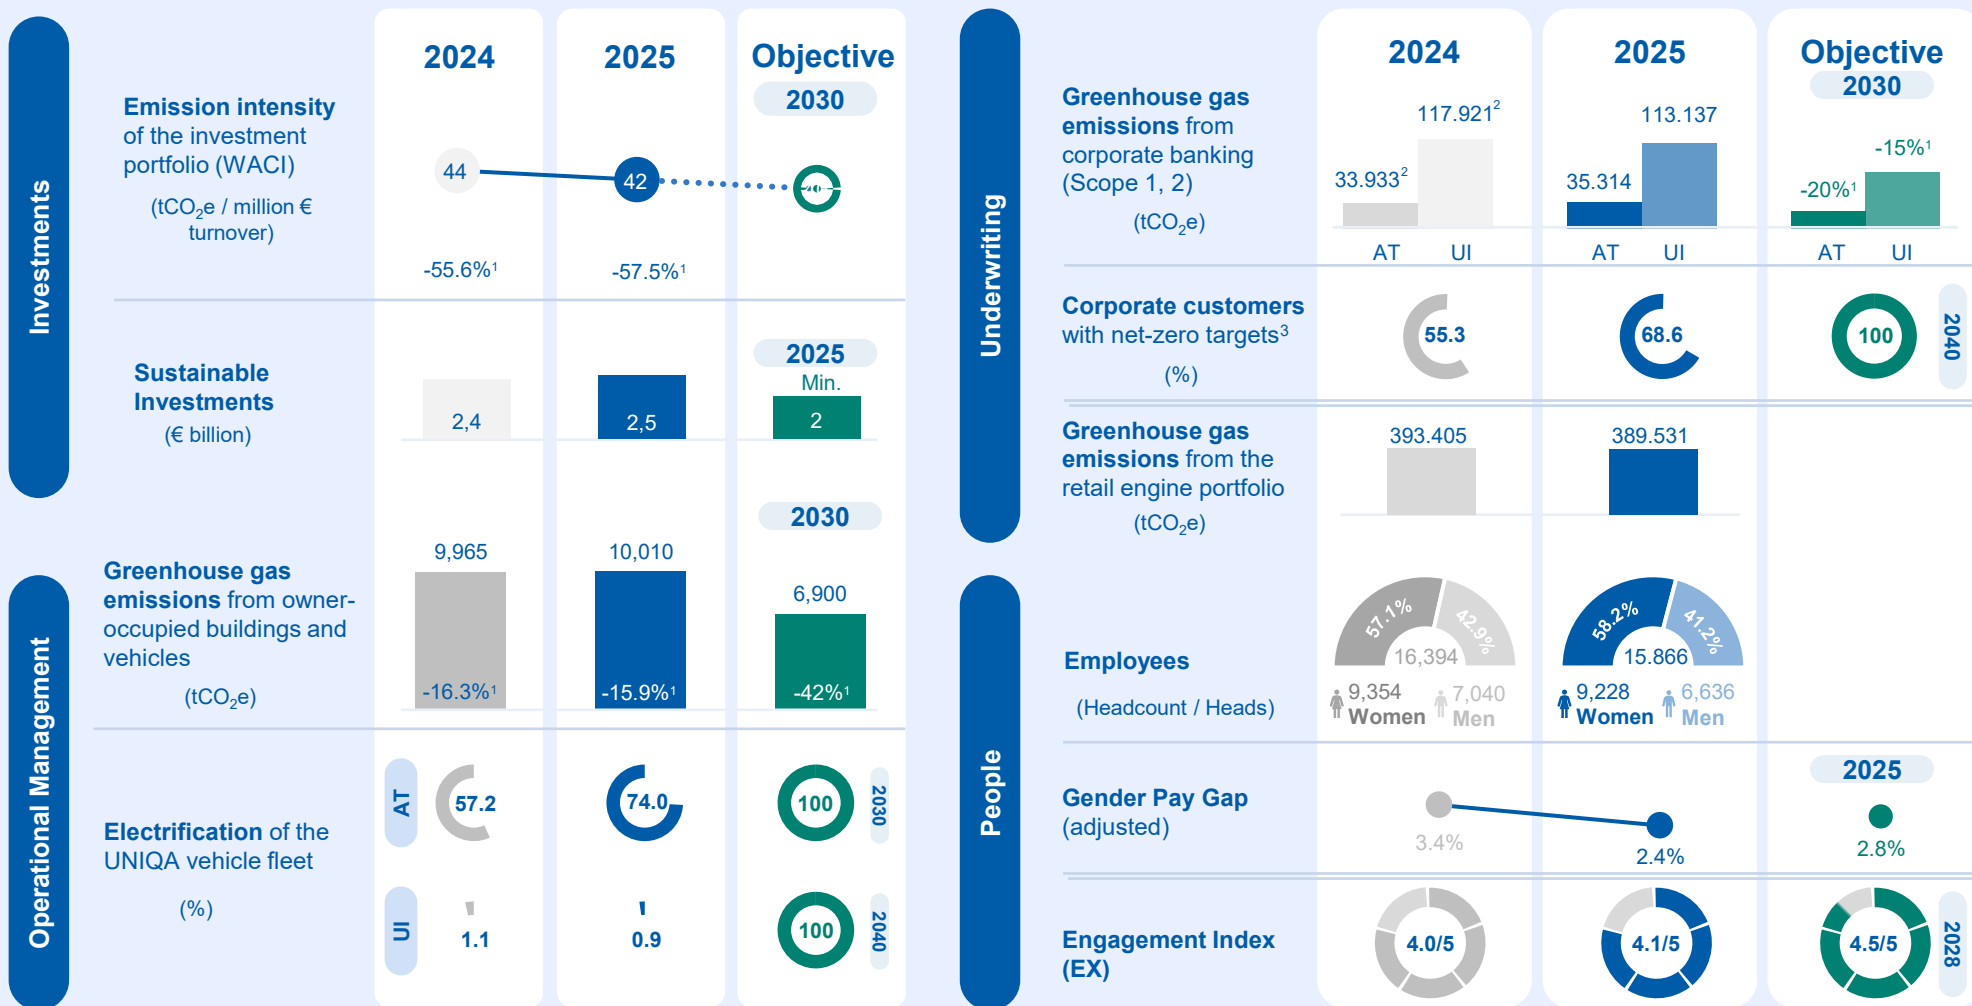 Investments
2024
2025
Objective
2030
Emission intensity
of the investment
portfolio (WACI)
(tCO₂e / million €
turnover)
44
42
-55.6%¹
-57.5%¹
Sustainable
Investments
(€ billion)
2,4
2,5
2025
Min.
2
Operational Management
2030
Greenhouse gas
emissions from owner-
occupied buildings and
vehicles
(tCO₂e)
9,965
-16.3%¹
10,010
-15.9%¹
6,900
-42%¹
Electrification of the
UNIQA vehicle fleet
(%)
AT
57.2
74.0
100
2030
UI
1.1
0.9
100
2040
Underwriting
2024
2025
Objective
2030
Greenhouse gas
emissions from
corporate banking
(Scope 1, 2)
(tCO₂e)
33.933²
117.921²
AT UI
35.314
113.137
AT UI
-20%¹
-15%¹
AT UI
Corporate customers
with net-zero targets³
(%)
55.3
68.6
100
2040
Greenhouse gas
emissions from the
retail engine portfolio
(tCO₂e)
393.405
389.531
People
Employees
(Headcount / Heads)
57.1%
42.9%
16,394
9,354
Women
7,040
Men
58.2%
41.2%
15.866
9,228
Women
6,636
Men
Gender Pay Gap
(adjusted)
3.4%
2.4%
2025
2.8%
Engagement Index
(EX)
4.0/5
4.1/5
4.5/5
2028